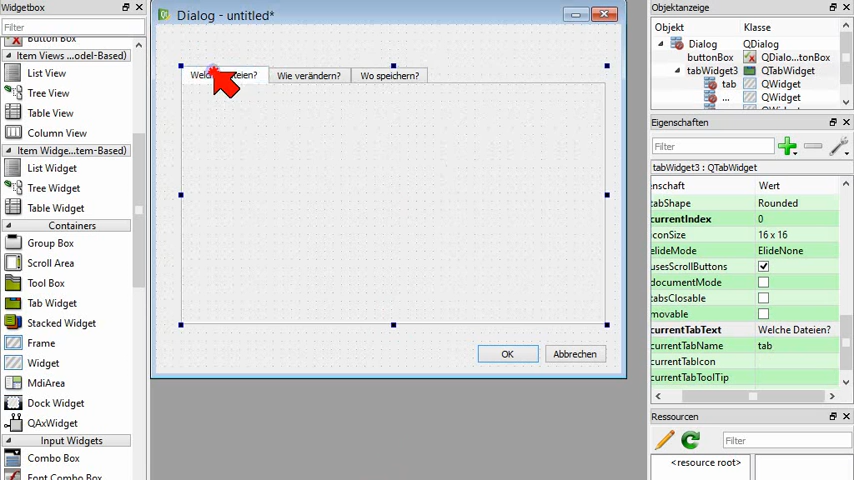 Widgetbox
Filter
Button Box
Item Views ...odel-Based)
List View
Tree View
Table View
Column View
Item Widge...tem-Based)
List Widget
Tree Widget
Table Widget
Containers
Group Box
Scroll Area
Tool Box
Tab Widget
Stacked Widget
Frame
Widget
MdiArea
Dock Widget
QAxWidget
Input Widgets
Combo Box
Font Combo Box
Dialog - untitled*
Wie verändern?
Wo speichern?
OK
Abbrechen
Objektanzeige
Objekt Klasse
Dialog QDialog
buttonBox QDialo...tonBox
tabWidget3 QTabWidget
tab QWidget
... QWidget
Eigenschaften
Filter
tabWidget3 : QTabWidget
enschaft Wert
tabShape Rounded
currentIndex 0
conSize 16 x 16
elideMode ElideNone
usesScrollButtons
documentMode
tabsClosable
movable
currentTabText Welche Dateien?
currentTabName tab
currentTabIcon
currentTabToolTip
Ressourcen
Filter
<resource root>